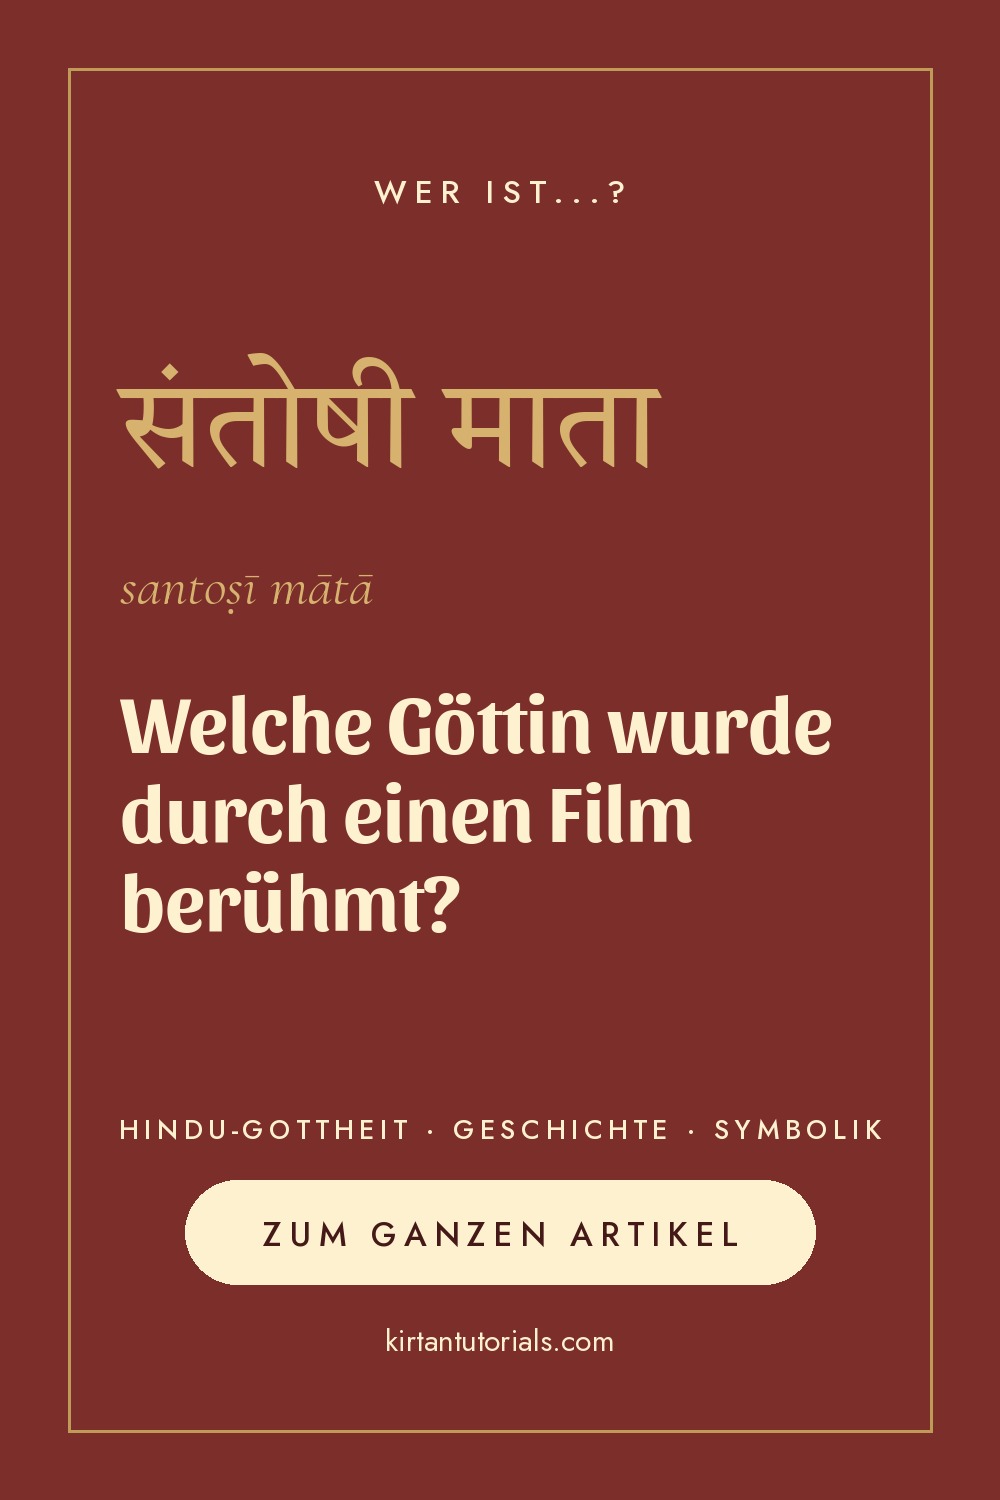 WER IST...?
संतोषी माता
santoṣī mātā
Welche Göttin wurde
durch einen Film
berühmt?
HINDU-GOTTHEIT · GESCHICHTE · SYMBOLIK
ZUM GANZEN ARTIKEL
kirtantutorials.com